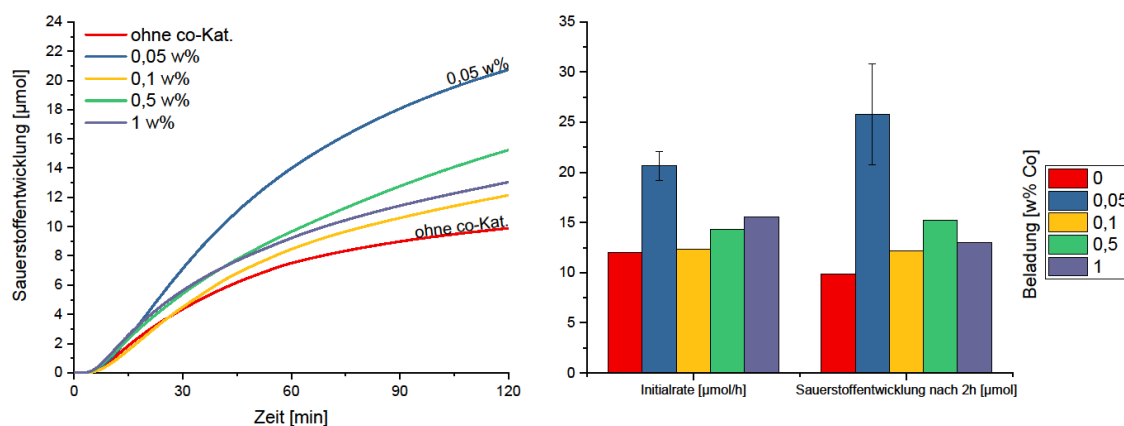 24
22
20
18
16
14
12
10
8
6
4
2
0
Sauerstoffentwicklung [µmol]
ohne co-Kat.
0,05 w%
0,1 w%
0,5 w%
1 w%
0,05 w%
ohne co-Kat.
0 30 60 90 120
Zeit [min]
35
30
25
20
15
10
5
0
Initialrate [µmol/h] Sauerstoffentwicklung nach 2h [µmol]
Beladung [w% Co]
0
0,05
0,1
0,5
1